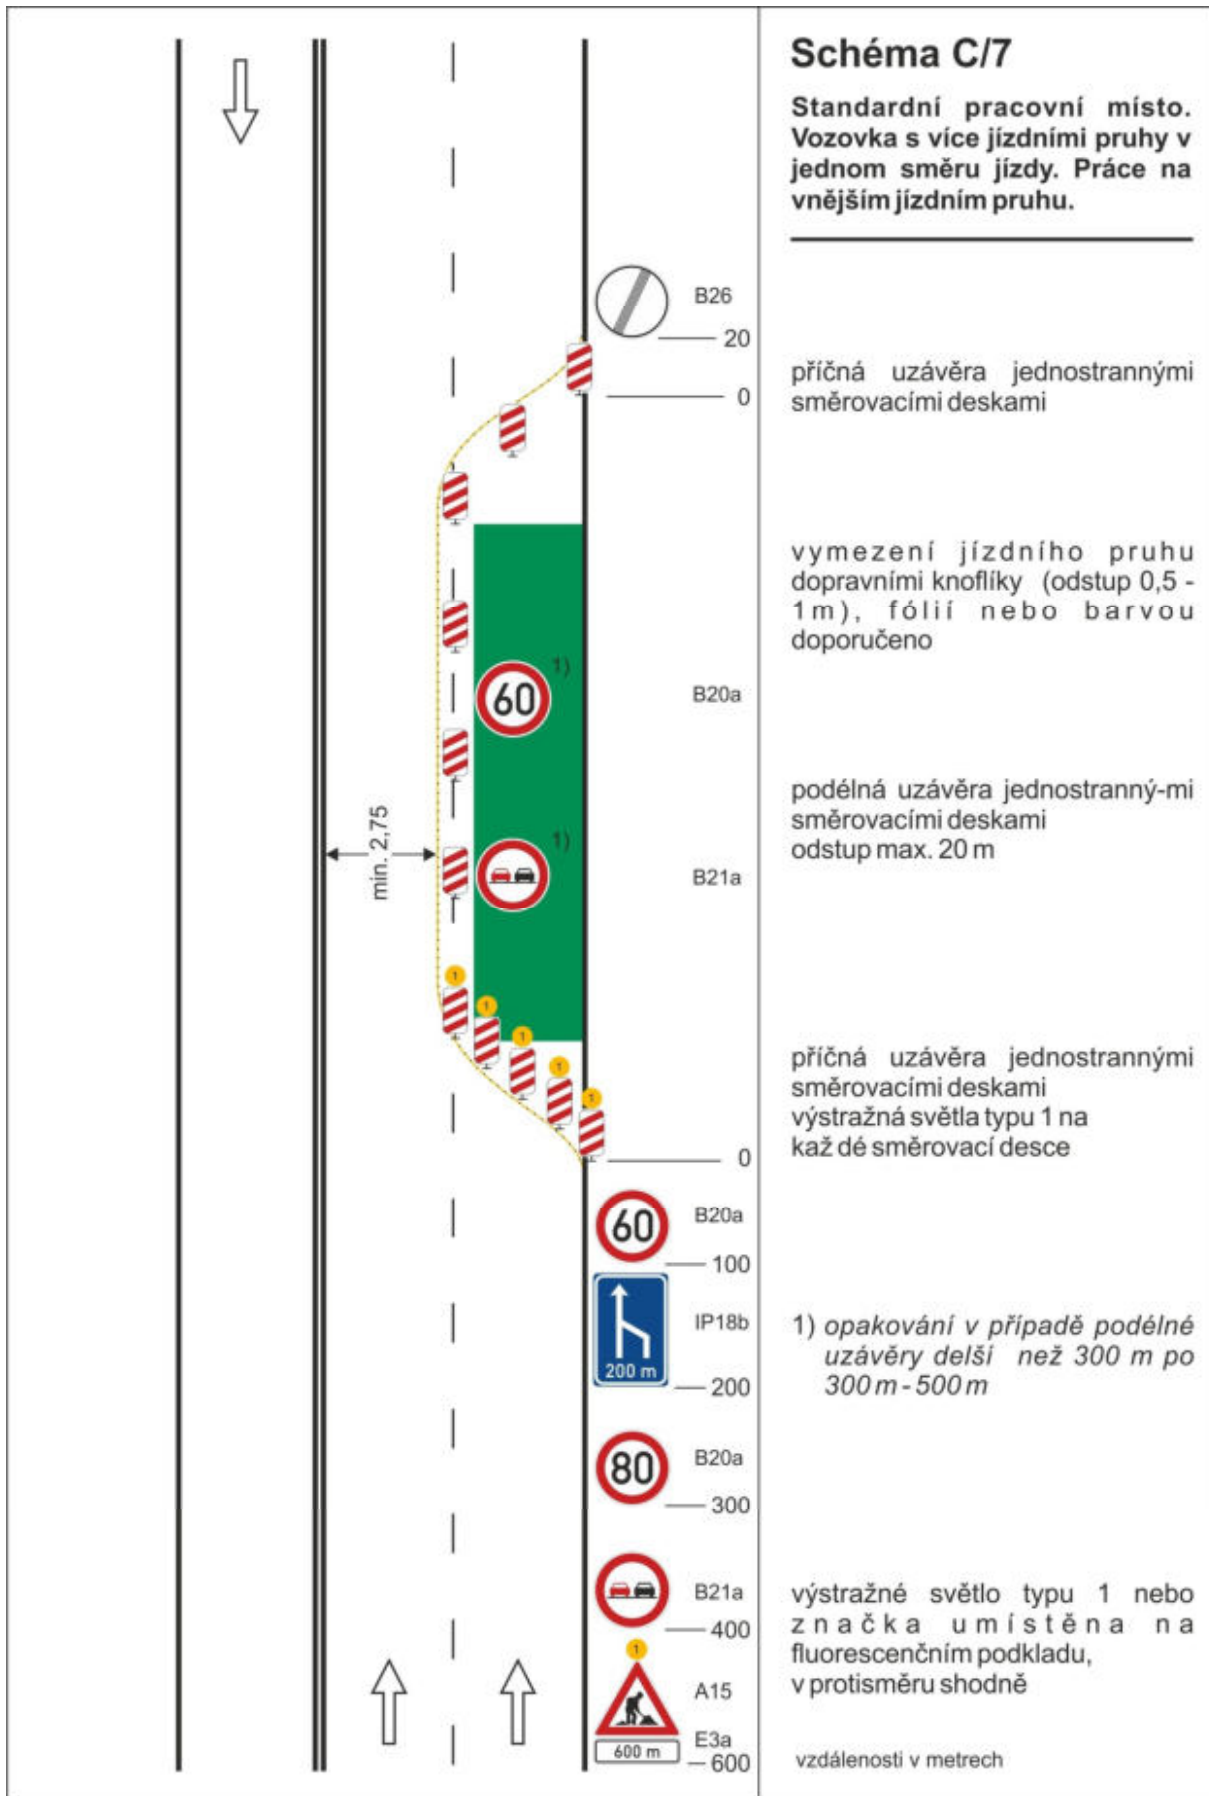 Schéma C/7
Standardní pracovní místo.
Vozovka s více jízdními pruhy v
jednom směru jízdy. Práce na
vnějším jízdním pruhu.
B26
20
0
příčná uzávěra jednostrannými
směrovacími deskami
vymezení jízdního pruhu
dopravními knoflíky (odstup 0,5 -
1m), fólií nebo barvou
doporučeno
60
1)
B20a
podélná uzávěra jednostranný-mi
směrovacími deskami
odstup max. 20 m
min. 2,75
1)
B21a
1
1
1
1
1
příčná uzávěra jednostrannými
směrovacími deskami
výstražná světla typu 1 na
kaž dé směrovací desce
0
60
B20a
100
200 m
IP18b
200
1) opakování v případě podélné
uzávěry delší než 300 m po
300 m - 500 m
80
B20a
300
B21a
400
výstražné světlo typu 1 nebo
značka umístěna na
fluorescenčním podkladu,
v protisměru shodně
1
A15
E3a
600 m
600
vzdálenosti v metrech